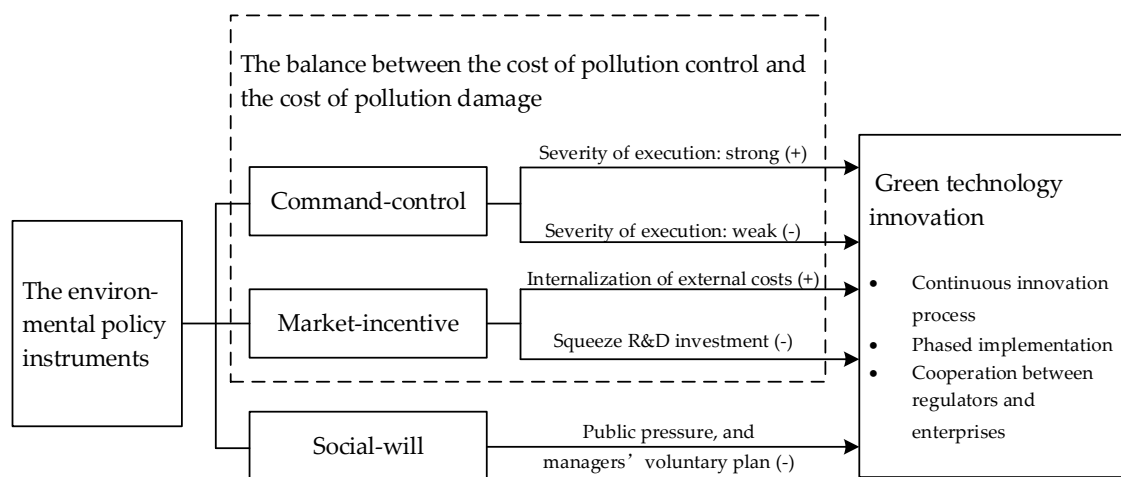 The balance between the cost of pollution control and
the cost of pollution damage
Severity of execution: strong (+)
Command-control
Severity of execution: weak (-)
The environ-
mental policy
instruments
Internalization of external costs (+)
Market-incentive
Squeeze R&D investment (-)
Social-will
Public pressure, and
managers’ voluntary plan (-)
Green technology
innovation
• Continuous innovation
process
• Phased implementation
• Cooperation between
regulators and
enterprises